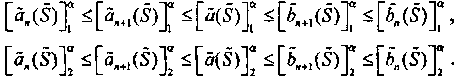 [ã_n(S̃)]_1^α ≤ [ã_{n+1}(S̃)]_1^α ≤ [ã(S̃)]_1^α ≤ [b̃_{n+1}(S̃)]_1^α ≤ [b̃_n(S̃)]_1^α ,
[ã_n(S̃)]_2^α ≤ [ã_{n+1}(S̃)]_2^α ≤ [ã(S̃)]_2^α ≤ [b̃_{n+1}(S̃)]_2^α ≤ [b̃_n(S̃)]_2^α .